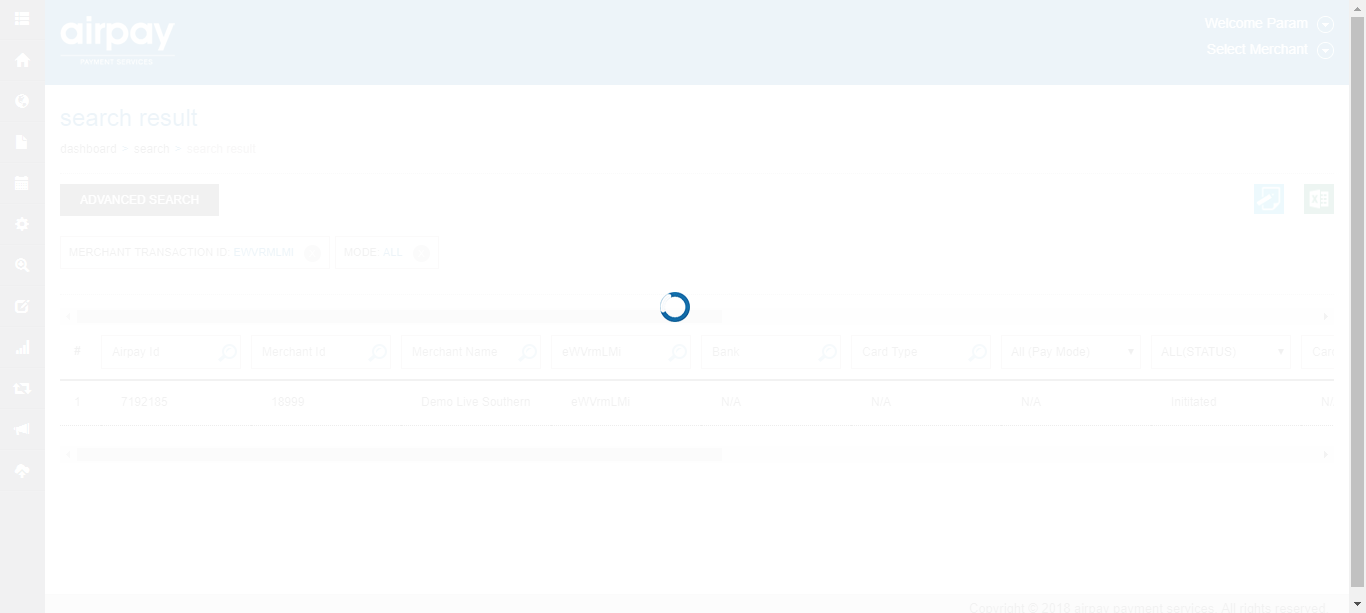 airpay
PAYMENT SERVICES
Welcome Param
Select Merchant
search result
dashboard > search > search result
ADVANCED SEARCH
MERCHANT TRANSACTION ID: EWVRMLMI
MODE: ALL
# Airpay Id Merchant Id Merchant Name eWVrmLMi Bank Card Type All (Pay Mode) ALL(STATUS)
1 7192185 18999 Demo Live Southern eWVrmLMi N/A N/A N/A Initiated
Copyright © 2018 airpay payment services. All rights reserved.